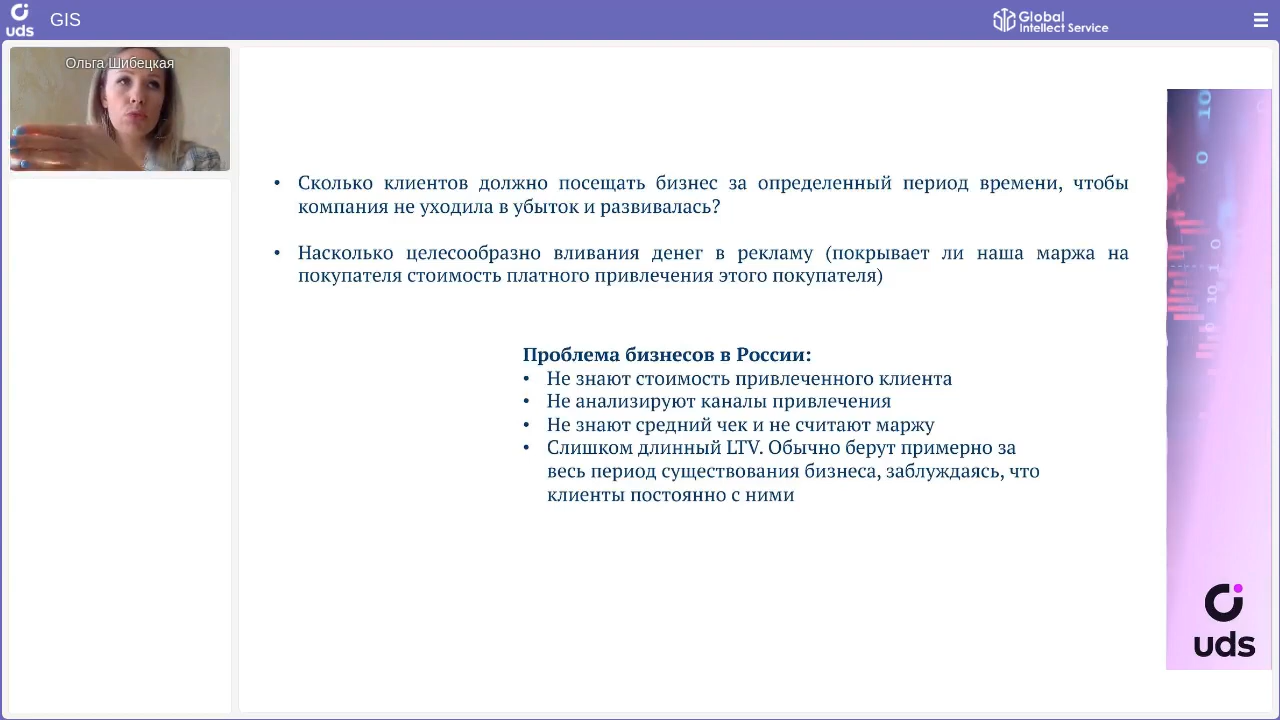 uds
GIS
Global
Intellect Service
Ольга Шибецкая
• Сколько клиентов должно посещать бизнес за определенный период времени, чтобы
компания не уходила в убыток и развивалась?
• Насколько целесообразно вливания денег в рекламу (покрывает ли наша маржа на
покупателя стоимость платного привлечения этого покупателя)
Проблема бизнесов в России:
• Не знают стоимость привлеченного клиента
• Не анализируют каналы привлечения
• Не знают средний чек и не считают маржу
• Слишком длинный LTV. Обычно берут примерно за
весь период существования бизнеса, заблуждаясь, что
клиенты постоянно с ними
uds